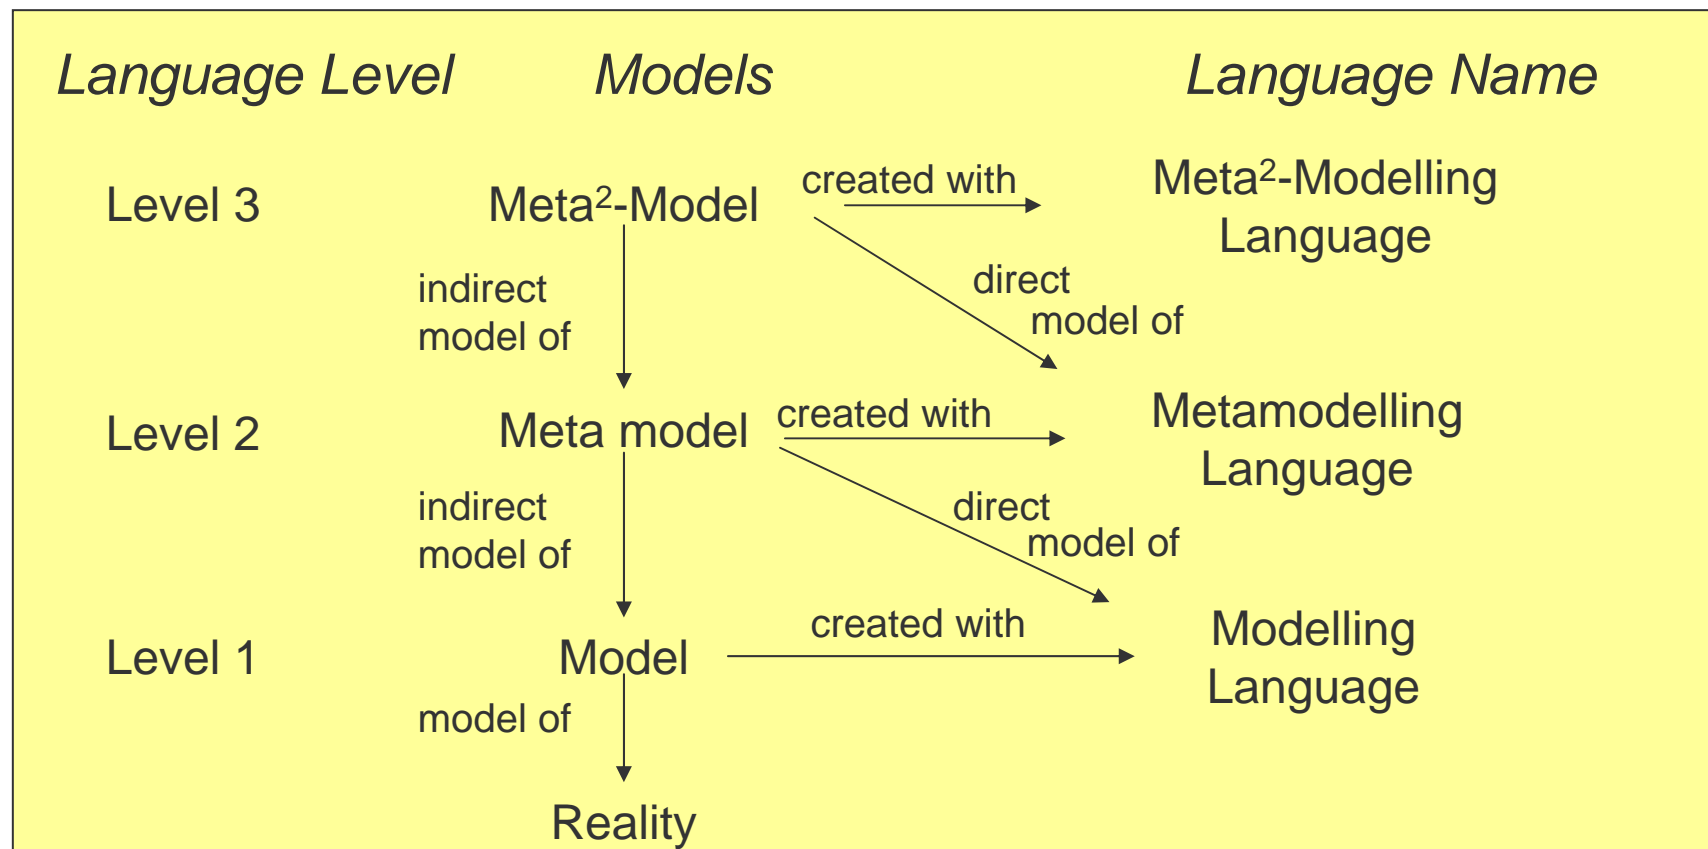 Language Level Models Language Name
Level 3 Meta²-Model created with Meta²-Modelling
Language
indirect
model of
direct
model of
Level 2 Meta model created with Metamodelling
Language
indirect
model of
direct
model of
Level 1 Model created with Modelling
Language
model of
Reality